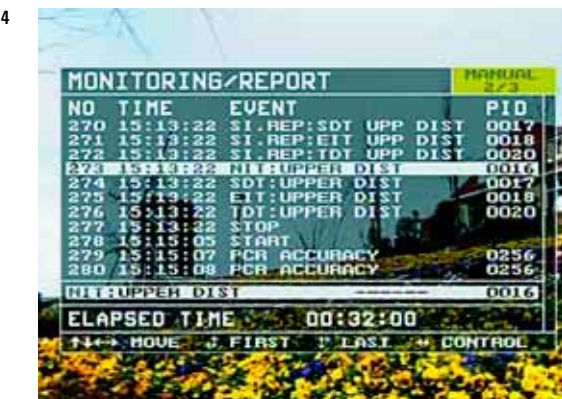 4
MONITORING/REPORT MANUAL 2/3
NO TIME EVENT PID
270 15:13:22 SI.REP:SDT UPP DIST 0017
271 15:13:22 SI.REP:EIT UPP DIST 0018
272 15:13:22 SI.REP:TDT UPP DIST 0020
273 15:13:22 NIT:UPPER DIST 0016
274 15:13:22 SDT:UPPER DIST 0017
275 15:13:22 EIT:UPPER DIST 0018
276 15:13:22 TDT:UPPER DIST 0020
277 15:13:22 STOP
278 15:15:05 START
279 15:15:07 PCR ACCURACY 0256
280 15:15:08 PCR ACCURACY 0256
NIT:UPPER DIST ------ 0016
ELAPSED TIME 00:32:00
MOVE FIRST LAST CONTROL